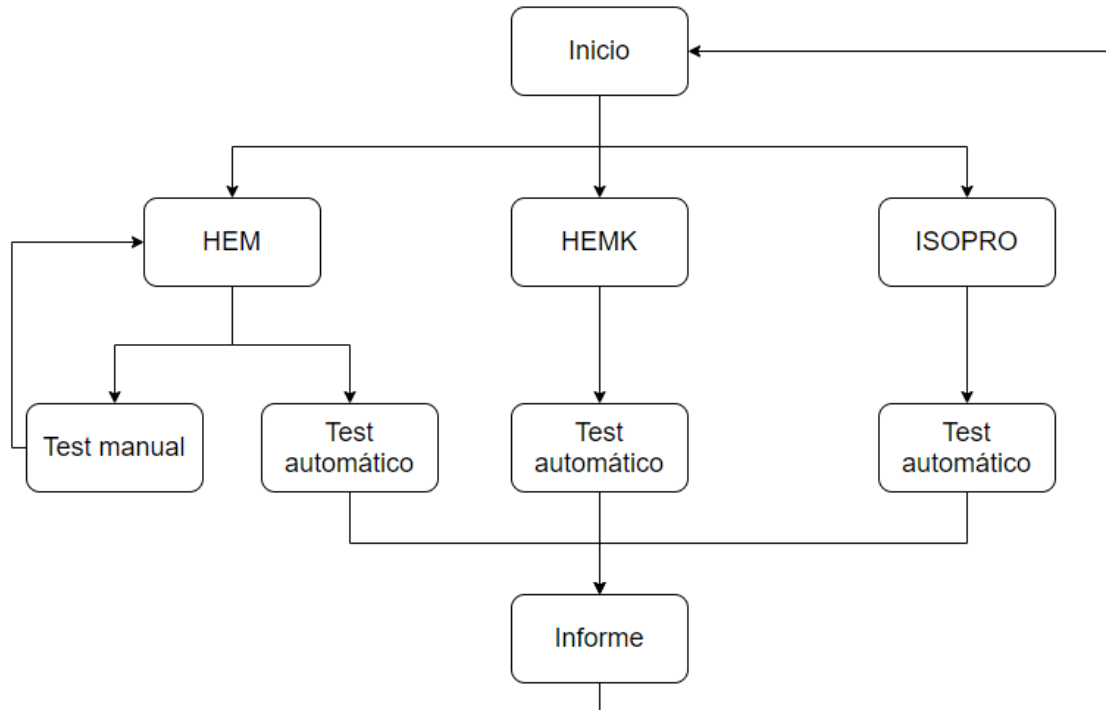 Inicio
HEM
HEMK
ISOPRO
Test manual
Test
automático
Test
automático
Test
automático
Informe